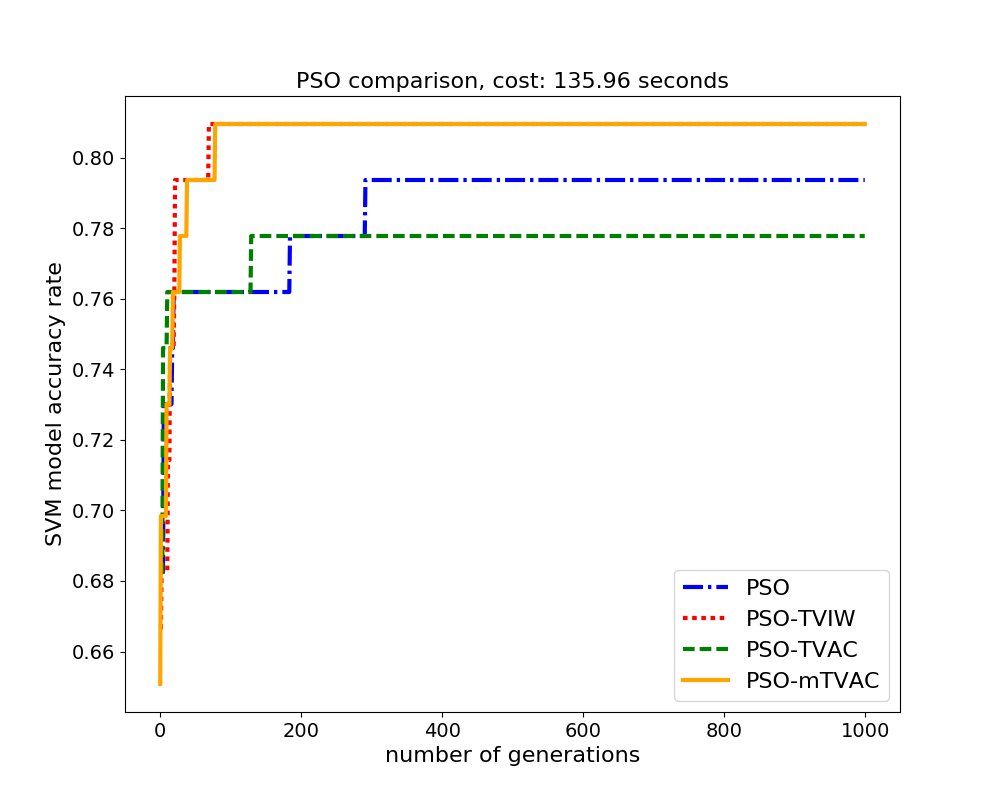 PSO comparison, cost: 135.96 seconds
SVM model accuracy rate
0.80
0.78
0.76
0.74
0.72
0.70
0.68
0.66
0 200 400 600 800 1000
number of generations
PSO
PSO-TVIW
PSO-TVAC
PSO-mTVAC